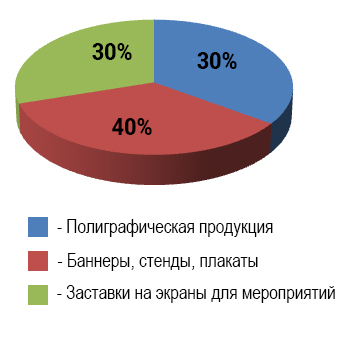 30%
30%
40%
- Полиграфическая продукция
- Баннеры, стенды, плакаты
- Заставки на экраны для мероприятий